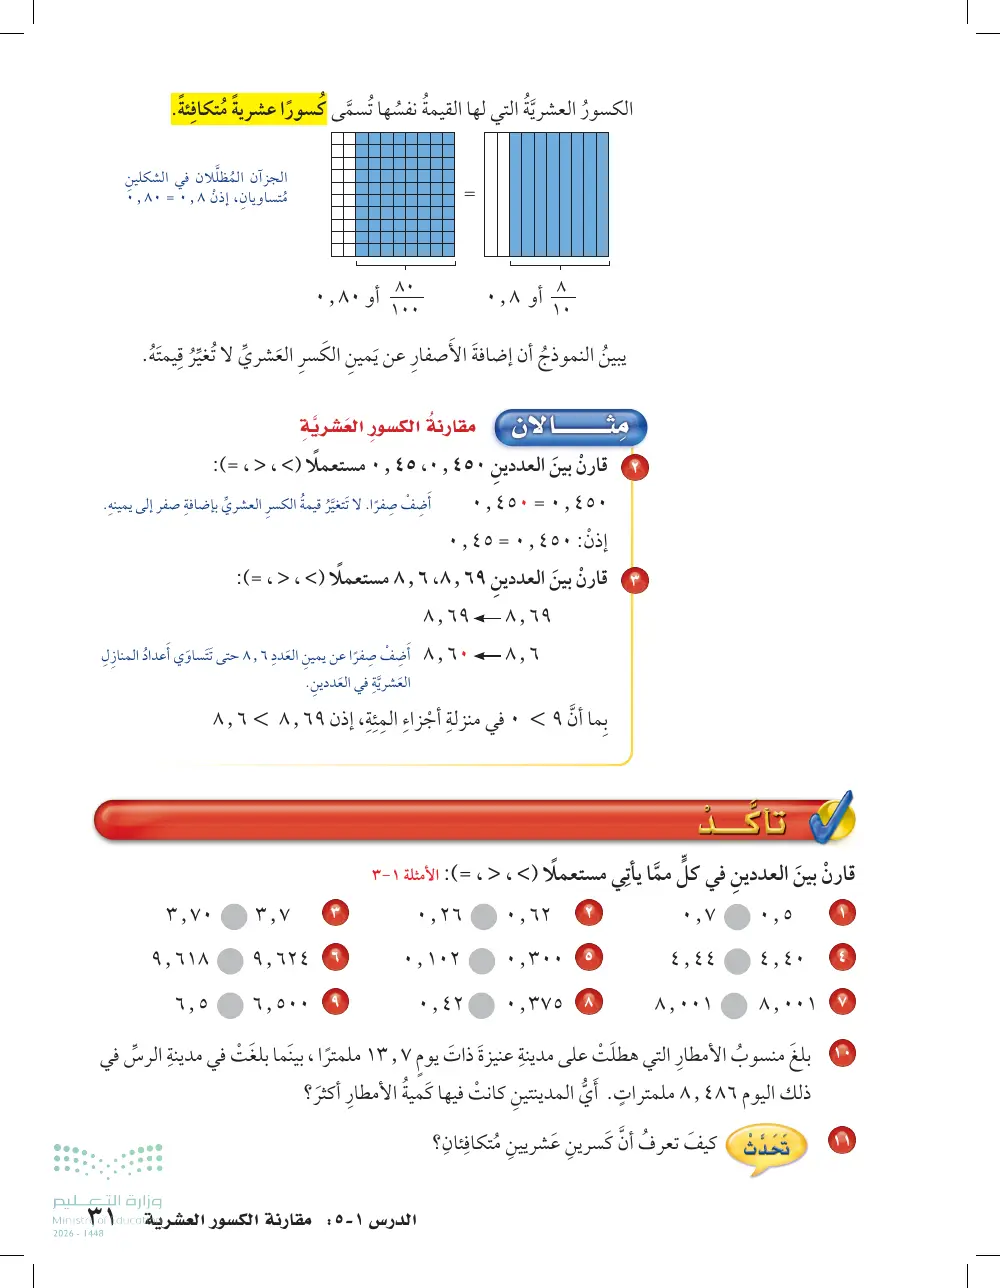 الكسورُ العشريَّةُ التي لها القيمةُ نفسُها تُسمَّى كُسورًا عشريةً مُتكافِئةً.
الجزآن المُظلَّلان في الشكلينِ
مُتساويانِ، إذنْ ٠,٨ = ٠,٨٠
=
٨/١٠ أو ٠,٨
٨٠/١٠٠ أو ٠,٨٠
يبينُ النموذجُ أن إضافةَ الأَصفارِ عن يَمينِ الكَسرِ العَشريِّ لا تُغيِّرُ قِيمتَهُ.
مِثـــالان مقارنةُ الكسورِ العَشريَّةِ
٢ قارنْ بينَ العددينِ ٠,٤٥٠، ٠,٤٥ مستعملًا (>، <، =):
٠,٤٥٠ = ٠,٤٥٠ أَضِفْ صِفرًا. لا تَتغيَّرُ قيمةُ الكسرِ العشريِّ بإضافةِ صفر إلى يمينهِ.
إذنْ: ٠,٤٥٠ = ٠,٤٥
٣ قارنْ بينَ العددينِ ٨,٦٩، ٨,٦ مستعملًا (>، <، =):
٨,٦٩ ← ٨,٦٩
٨,٦ ← ٨,٦٠ أَضِفْ صِفرًا عن يمينِ العَددِ ٨,٦ حتى تَتَساوَي أَعدادُ المنازِلِ
العَشريَّةِ في العَددينِ.
بِما أنَّ ٩ > ٠ في منزلةِ أجْزاءِ المِئِةِ، إذن ٨,٦٩ > ٨,٦
تأكَّـــدْ
قارنْ بينَ العددينِ في كلٍّ ممَّا يأتِي مستعملًا (>، <، =): الأمثلة ١-٣
١ ٠,٥ ٠,٧ ٢ ٠,٦٢ ٠,٢٦ ٣ ٣,٧ ٣,٧٠
٤ ٤,٤٠ ٤,٤٤ ٥ ٠,٣٠٠ ٠,١٠٢ ٦ ٩,٦٢٤ ٩,٦١٨
٧ ٨,٠٠١ ٨,٠٠١ ٨ ٠,٣٧٥ ٠,٤٢ ٩ ٦,٥٠٠ ٦,٥
١٠ بلغَ منسوبُ الأمطارِ التي هطلَتْ على مدينةِ عنيزةَ ذاتَ يومٍ ١٣,٧ ملمترًا، بينَما بلغَتْ في مدينةِ الرسِّ في
ذلك اليوم ٨,٤٨٦ ملمتراتٍ. أَيُّ المدينتينِ كانتْ فيها كَميةُ الأمطارِ أكثرَ؟
١١ تَحَدَّثْ كيفَ تعرفُ أنَّ كَسرينِ عَشريينِ مُتكافِئانِ؟
وزارة التعـليم
Ministry of Education
2026 - 1448
الدرس ١-٥: مقارنة الكسور العشرية ٣١